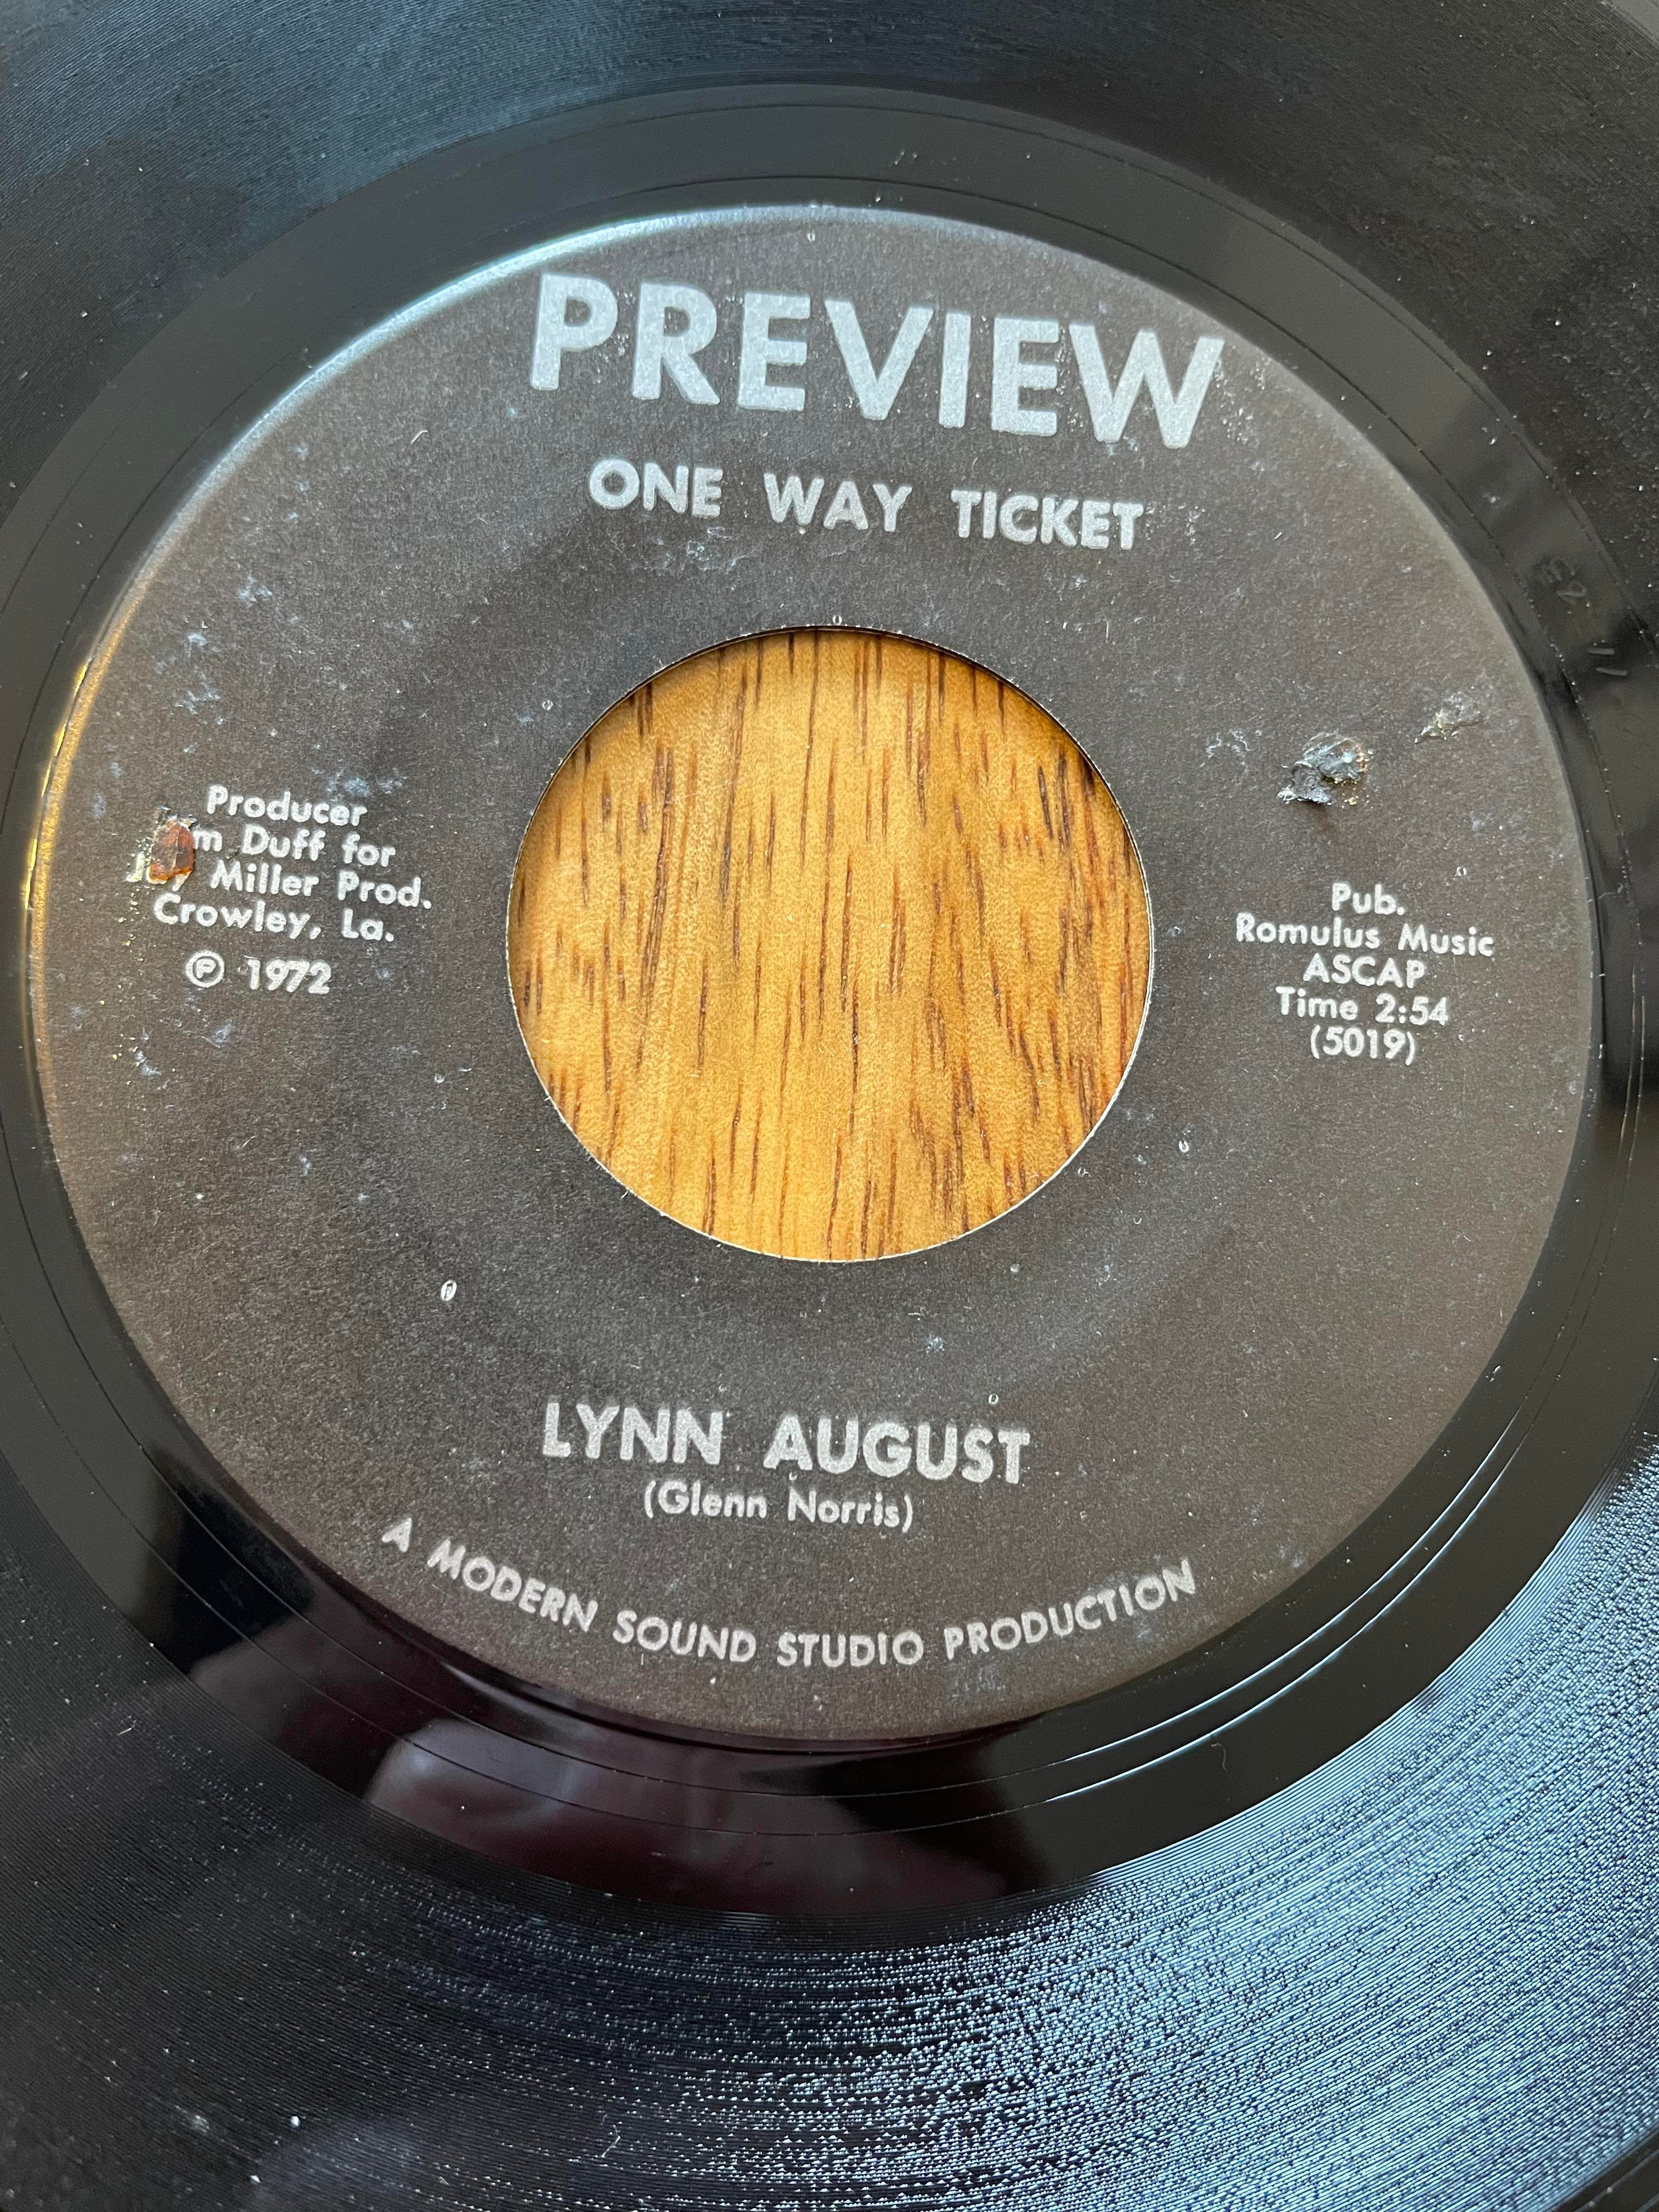 PREVIEW
ONE WAY TICKET
Producer
Duff for
Miller Prod.
Crowley, La.
Ⓟ 1972
Pub.
Romulus Music
ASCAP
Time 2:54
(5019)
LYNN AUGUST
(Glenn Norris)
A MODERN SOUND STUDIO PRODUCTION